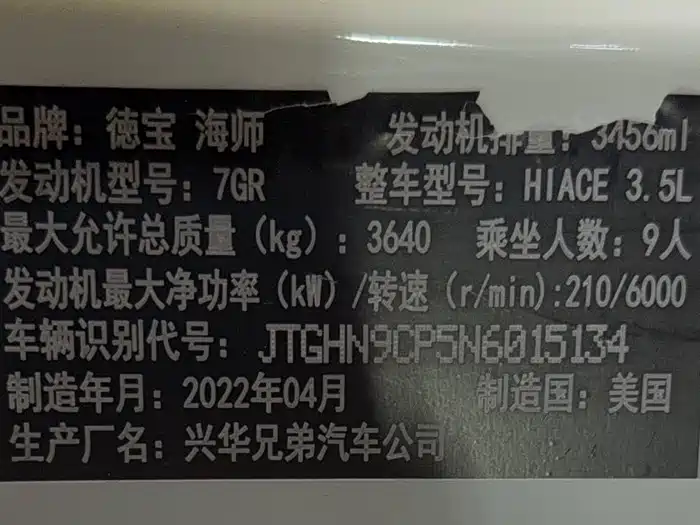 品牌：德宝 海师 发动机排量：3456ml
发动机型号：7GR 整车型号：HIACE 3.5L
最大允许总质量（kg）：3640 乘坐人数：9人
发动机最大净功率（kW）/转速（r/min）:210/6000
车辆识别代号：JTGHN9CP5N6015134
制造年月：2022年04月 制造国：美国
生产厂名：兴华兄弟汽车公司